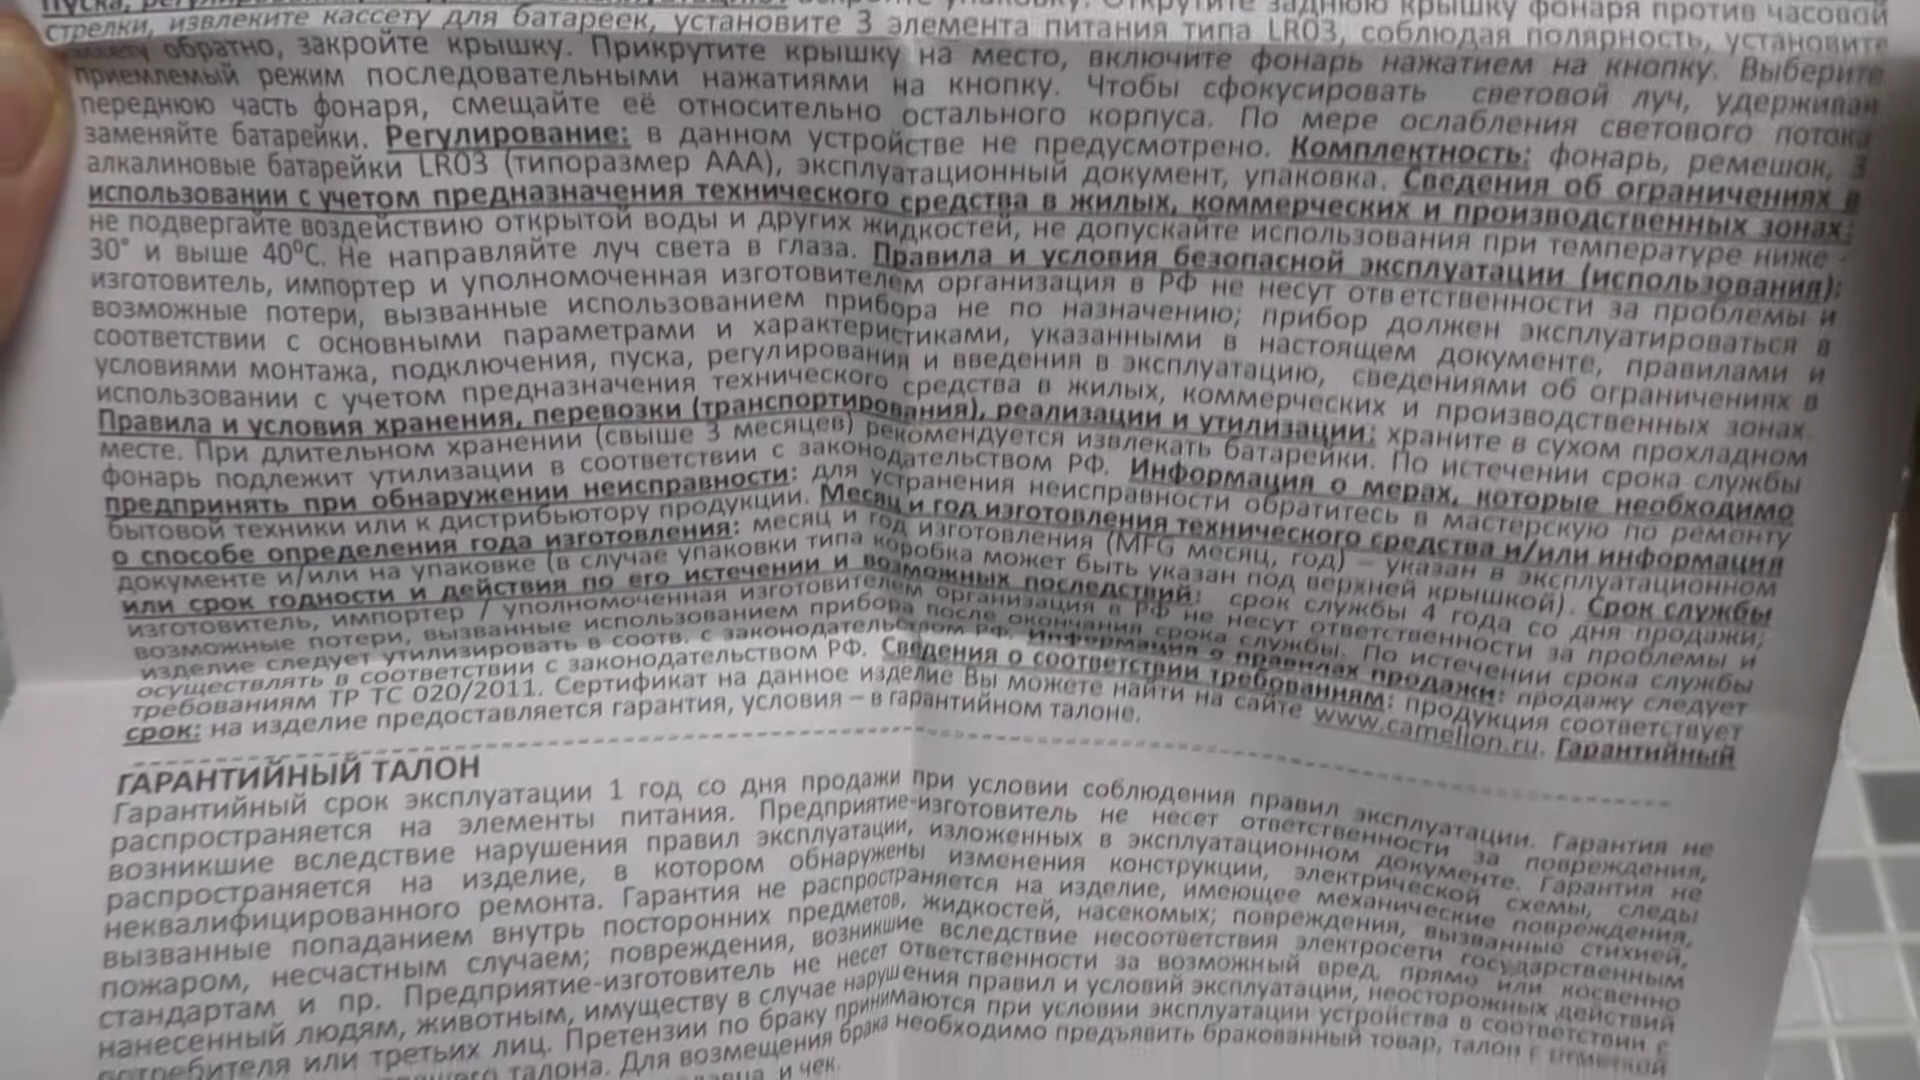 Пуска, упаковку. Открутите заднюю крышку фонаря против часовой
стрелки, извлеките кассету для батареек, установите 3 элемента питания типа LR03, соблюдая полярность, установите
кассету обратно, закройте крышку. Прикрутите крышку на место, включите фонарь нажатием на кнопку. Выберите
приемлемый режим последовательными нажатиями на кнопку. Чтобы сфокусировать световой луч, удерживая
переднюю часть фонаря, смещайте её относительно остального корпуса. По мере ослабления светового потока
заменяйте батарейки. Регулирование: в данном устройстве не предусмотрено. Комплектность: фонарь, ремешок, 3
алкалиновые батарейки LR03 (типоразмер ААА), эксплуатационный документ, упаковка. Сведения об ограничениях в
использовании с учетом предназначения технического средства в жилых, коммерческих и производственных зонах:
не подвергайте воздействию открытой воды и других жидкостей, не допускайте использования при температуре ниже -
30° и выше 40⁰С. Не направляйте луч света в глаза. Правила и условия безопасной эксплуатации (использования):
изготовитель, импортер и уполномоченная изготовителем организация в РФ не несут ответственности за проблемы и
возможные потери, вызванные использованием прибора не по назначению; прибор должен эксплуатироваться в
соответствии с основными параметрами и характеристиками, указанными в настоящем документе, правилами и
условиями монтажа, подключения, пуска, регулирования и введения в эксплуатацию, сведениями об ограничениях в
использовании с учетом предназначения технического средства в жилых, коммерческих и производственных зонах.
Правила и условия хранения, перевозки (транспортирования), реализации и утилизации: храните в сухом прохладном
месте. При длительном хранении (свыше 3 месяцев) рекомендуется извлекать батарейки. По истечении срока службы
фонарь подлежит утилизации в соответствии с законодательством РФ. Информация о мерах, которые необходимо
предпринять при обнаружении неисправности: для устранения неисправности обратитесь в мастерскую по ремонту
бытовой техники или к дистрибьютору продукции. Месяц и год изготовления технического средства и/или информация
о способе определения года изготовления: месяц и год изготовления (MFG месяц, год) – указан в эксплуатационном
документе и/или на упаковке (в случае упаковки типа коробка может быть указан под верхней крышкой). Срок службы
или срок годности и действия по его истечении и возможных последствий: срок службы 4 года со дня продажи;
изготовитель, импортер / уполномоченная изготовителем организация в РФ не несут ответственности за проблемы и
возможные потери, вызванные использованием прибора после окончания срока службы. По истечении срока службы
изделие следует утилизировать в соотв. с законодательством РФ. Информация о правилах продажи: продажу следует
осуществлять в соответствии с законодательством РФ. Сведения о соответствии требованиям: продукция соответствует
требованиям ТР ТС 020/2011. Сертификат на данное изделие Вы можете найти на сайте www.camelion.ru. Гарантийный
срок: на изделие предоставляется гарантия, условия – в гарантийном талоне.
ГАРАНТИЙНЫЙ ТАЛОН
Гарантийный срок эксплуатации 1 год со дня продажи при условии соблюдения правил эксплуатации. Гарантия не
распространяется на элементы питания. Предприятие-изготовитель не несет ответственности за повреждения,
возникшие вследствие нарушения правил эксплуатации, изложенных в эксплуатационном документе. Гарантия не
распространяется на изделие, в котором обнаружены изменения конструкции, электрической схемы, следы
неквалифицированного ремонта. Гарантия не распространяется на изделие, имеющее механические повреждения,
вызванные попаданием внутрь посторонних предметов, жидкостей, насекомых; повреждения, вызванные стихией,
пожаром, несчастным случаем; повреждения, возникшие вследствие несоответствия электросети государственным
стандартам и пр. Предприятие-изготовитель не несет ответственности за возможный вред, прямо или косвенно
нанесенный людям, животным, имуществу в случае нарушения правил и условий эксплуатации, неосторожных действий
потребителя или третьих лиц. Претензии по браку принимаются при условии эксплуатации устройства в соответствии с
талона. Для возмещения брака необходимо предъявить бракованный товар, талон с отметкой
и чек.